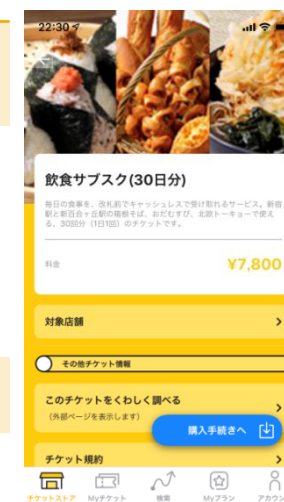 22:30
飲食サブスク(30日分)
毎日の食事を、改札前でキャッシュレスで受け取れるサービス。新宿
駅と新百合ヶ丘駅の箱根そば、おだむすび、北欧トーキョーで使え
る、30回分（1日1回）のチケットです。
料金
¥7,800
対象店舗
その他チケット情報
このチケットをくわしく調べる
(外部ページを表示します)
購入手続きへ
チケット規約
チケットストア
Myチケット
検索
Myプラン
アカウン